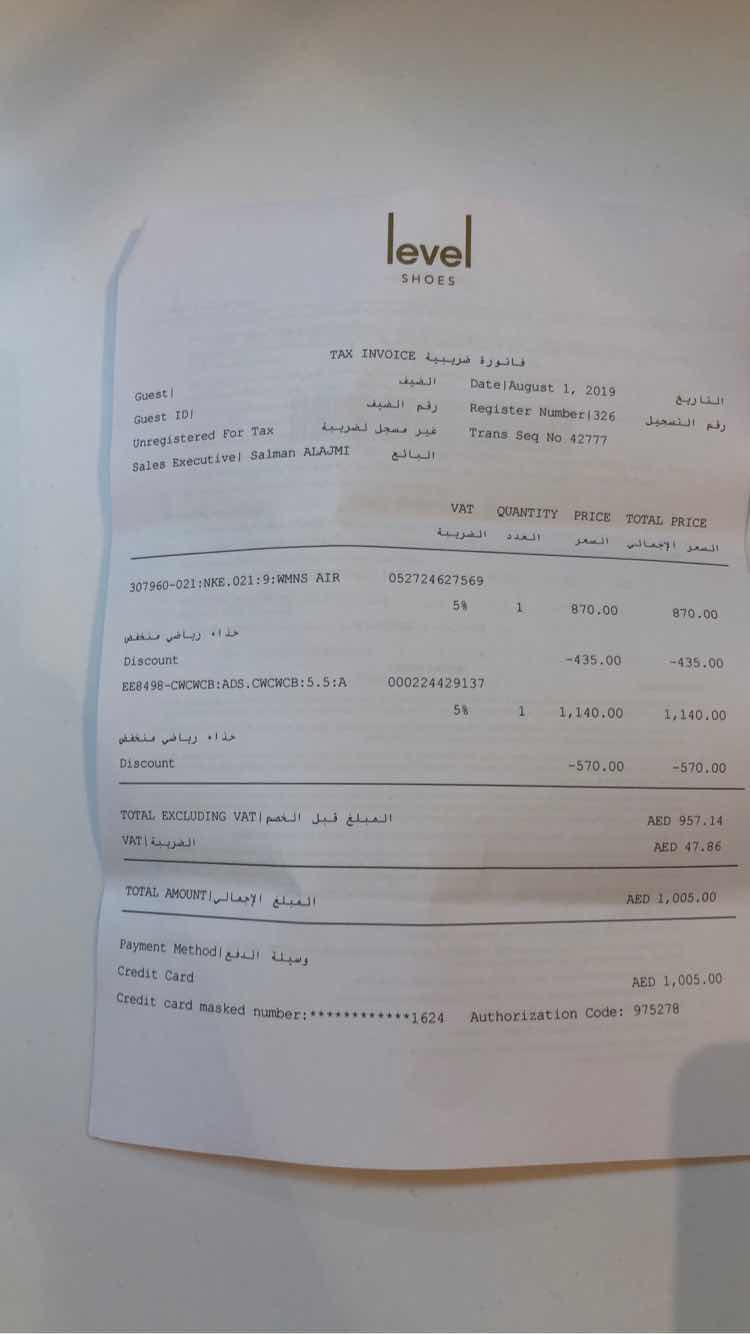 level
SHOES
TAX INVOICE فاتورة ضريبية
Guest| الضيف Date|August 1, 2019 التاريخ
Guest ID| رقم الضيف Register Number|326 رقم التسجيل
Unregistered For Tax غير مسجل لضريبة Trans Seq No 42777
Sales Executive| Salman ALAJMI البائع
VAT QUANTITY PRICE TOTAL PRICE
الضريبة العدد السعر السعر الإجمالي
307960-021:NKE.021:9:WMNS AIR 052724627569
5% 1 870.00 870.00
حذاء رياضي منخفض
Discount -435.00 -435.00
EE8498-CWCWCB:ADS.CWCWCB:5.5:A 000224429137
5% 1 1,140.00 1,140.00
حذاء رياضي منخفض
Discount -570.00 -570.00
TOTAL EXCLUDING VAT|المبلغ قبل الخصم AED 957.14
VAT|الضريبة AED 47.86
TOTAL AMOUNT|المبلغ الإجمالي AED 1,005.00
Payment Method|وسيلة الدفع
Credit Card AED 1,005.00
Credit card masked number:************1624 Authorization Code: 975278